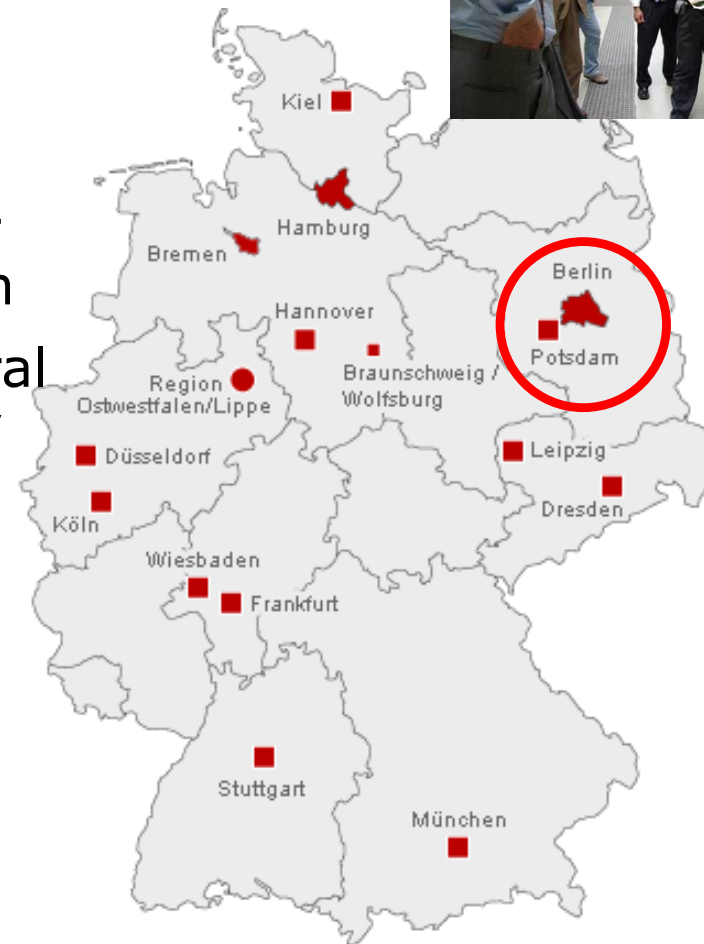 Kiel
Hamburg
Bremen
Berlin
Hannover
Potsdam
Braunschweig /
Wolfsburg
Region
Ostwestfalen/Lippe
Düsseldorf
Leipzig
Köln
Dresden
Wiesbaden
Frankfurt
Stuttgart
München